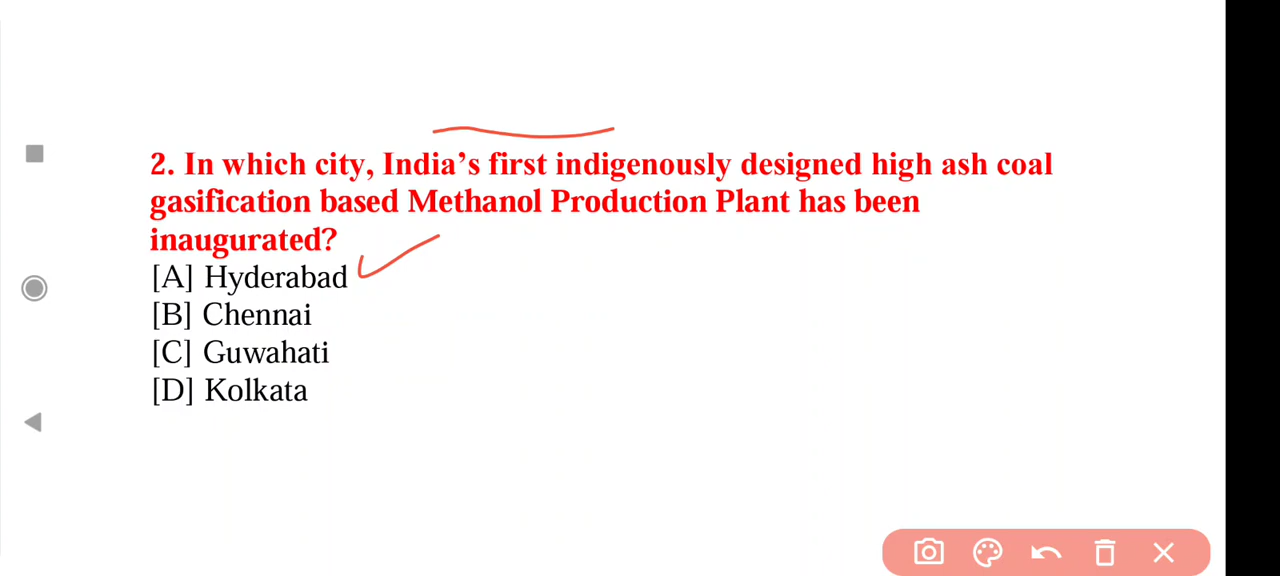 2. In which city, India’s first indigenously designed high ash coal
gasification based Methanol Production Plant has been
inaugurated?
[A] Hyderabad
[B] Chennai
[C] Guwahati
[D] Kolkata